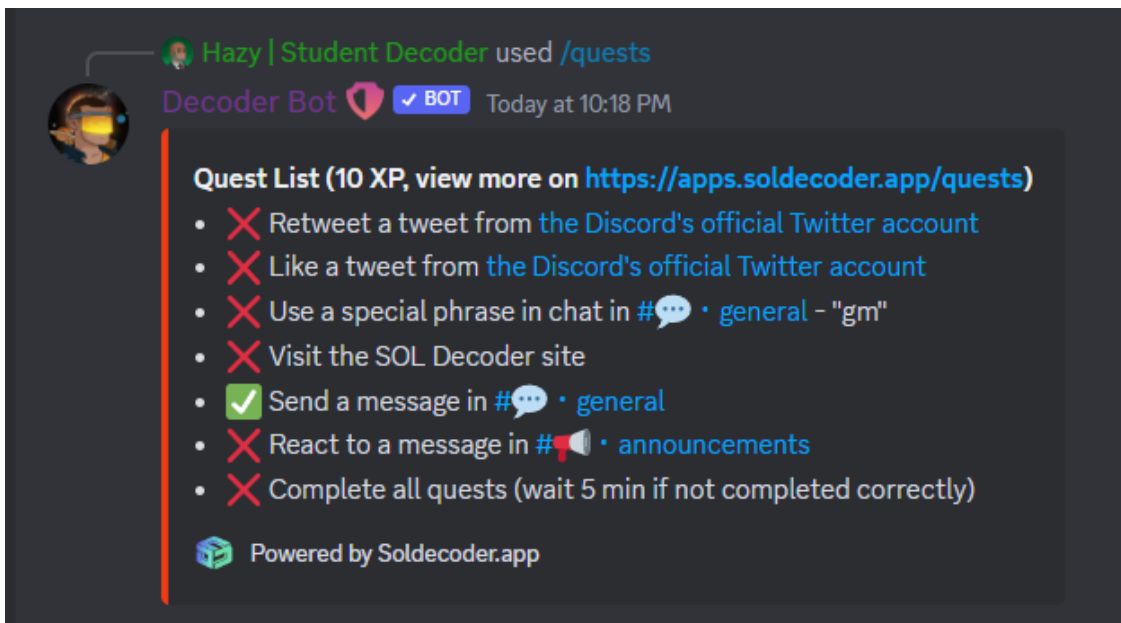 Hazy | Student Decoder used /quests
Decoder Bot ✓ BOT Today at 10:18 PM
Quest List (10 XP, view more on https://apps.soldecoder.app/quests)
• ❌ Retweet a tweet from the Discord's official Twitter account
• ❌ Like a tweet from the Discord's official Twitter account
• ❌ Use a special phrase in chat in #💬・general - "gm"
• ❌ Visit the SOL Decoder site
• ✅ Send a message in #💬・general
• ❌ React to a message in #📢・announcements
• ❌ Complete all quests (wait 5 min if not completed correctly)
Powered by Soldecoder.app